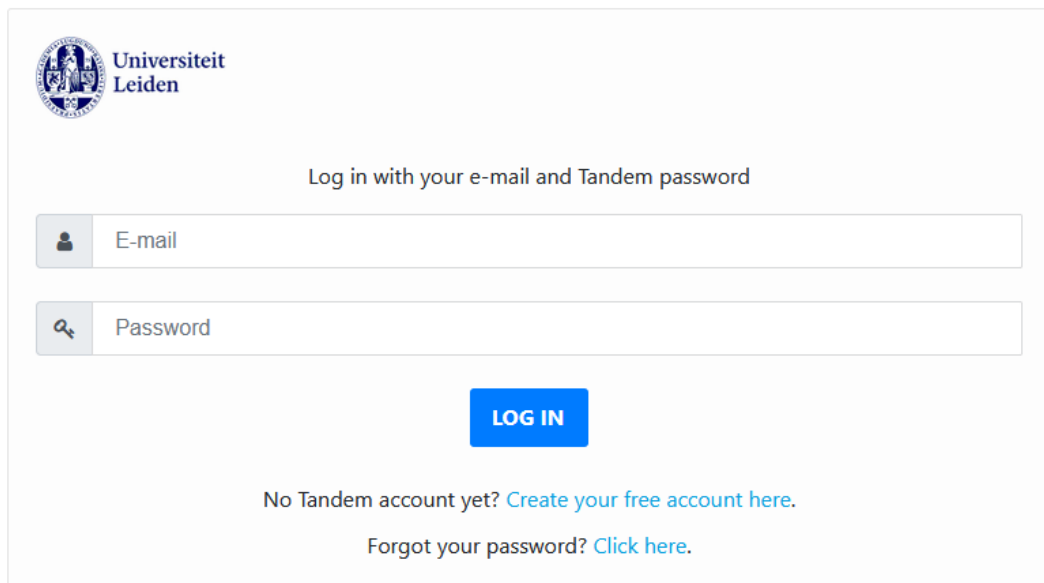 Universiteit
Leiden
Log in with your e-mail and Tandem password
E-mail
Password
LOG IN
No Tandem account yet? Create your free account here.
Forgot your password? Click here.